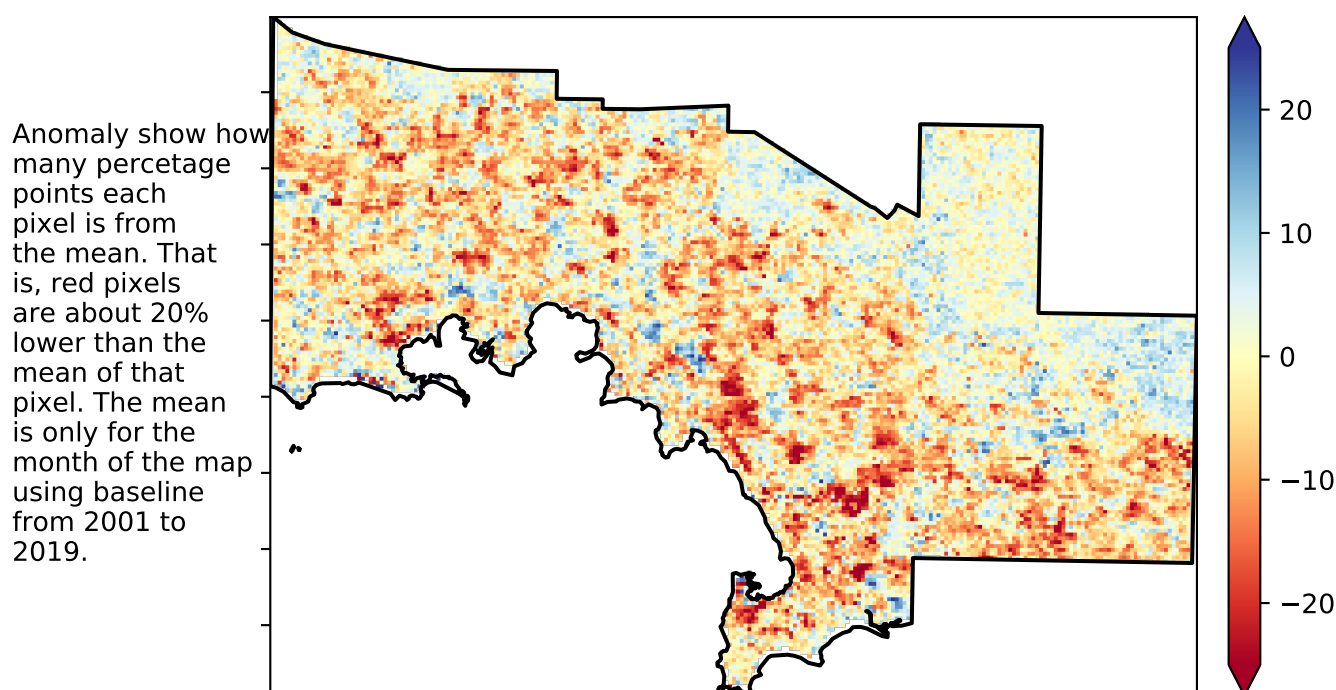 Anomaly show how
many percetage
points each
pixel is from
the mean. That
is, red pixels
are about 20%
lower than the
mean of that
pixel. The mean
is only for the
month of the map
using baseline
from 2001 to
2019.
20
10
0
−10
−20